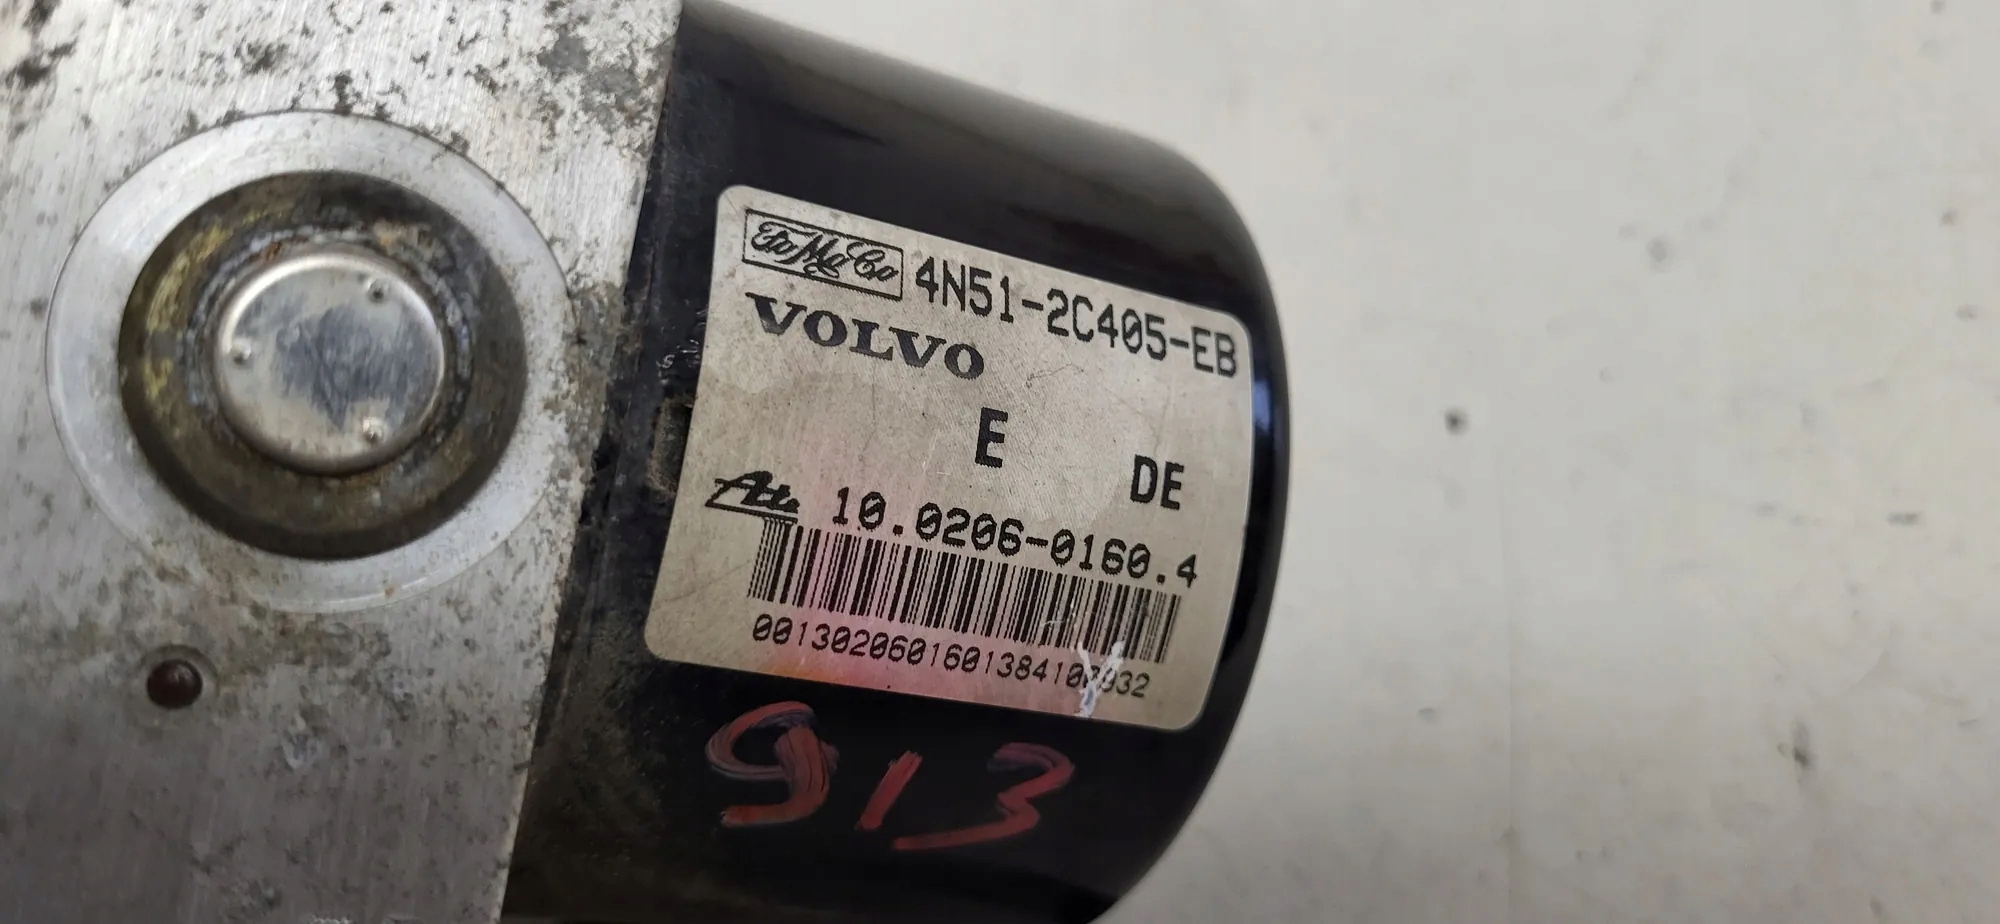 FoMoCo 4N51-2C405-EB
VOLVO
E DE
Ate 10.0206-0160.4
913